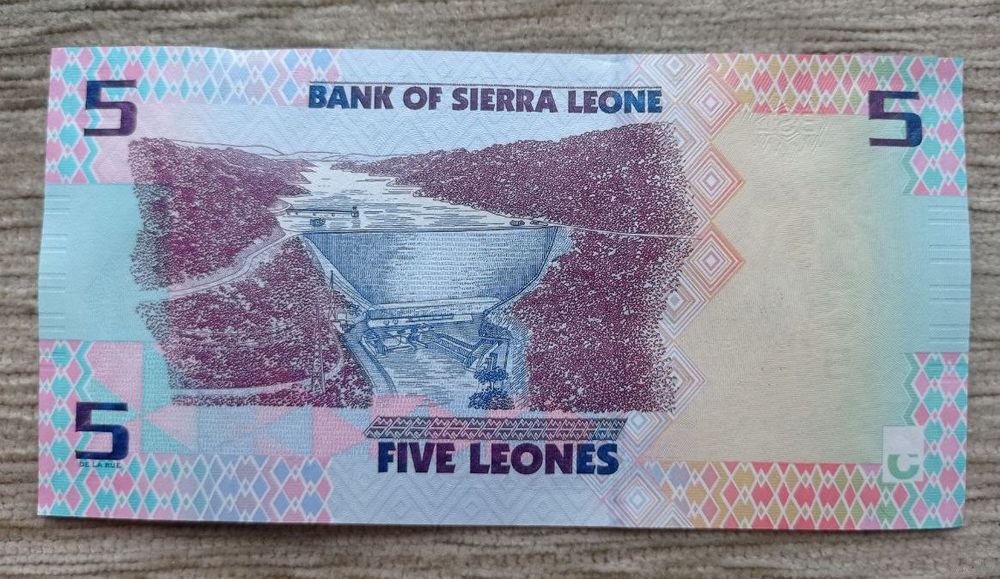 5
BANK OF SIERRA LEONE
5
5
DE LA RUE
FIVE LEONES